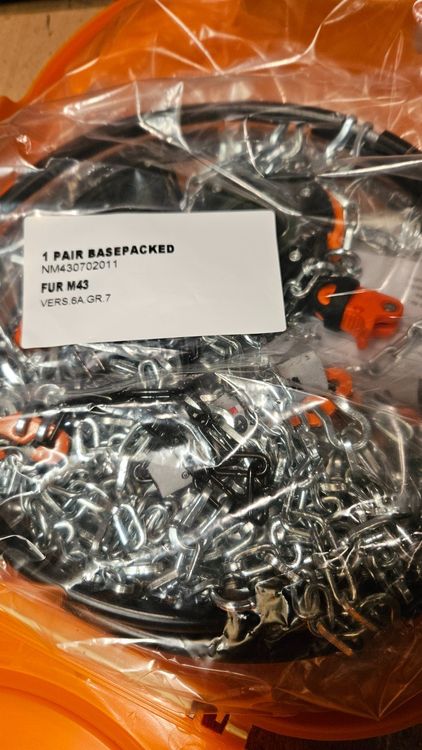 1 PAIR BASEPACKED
NM430702011
FUR M43
VERS.6A.GR.7